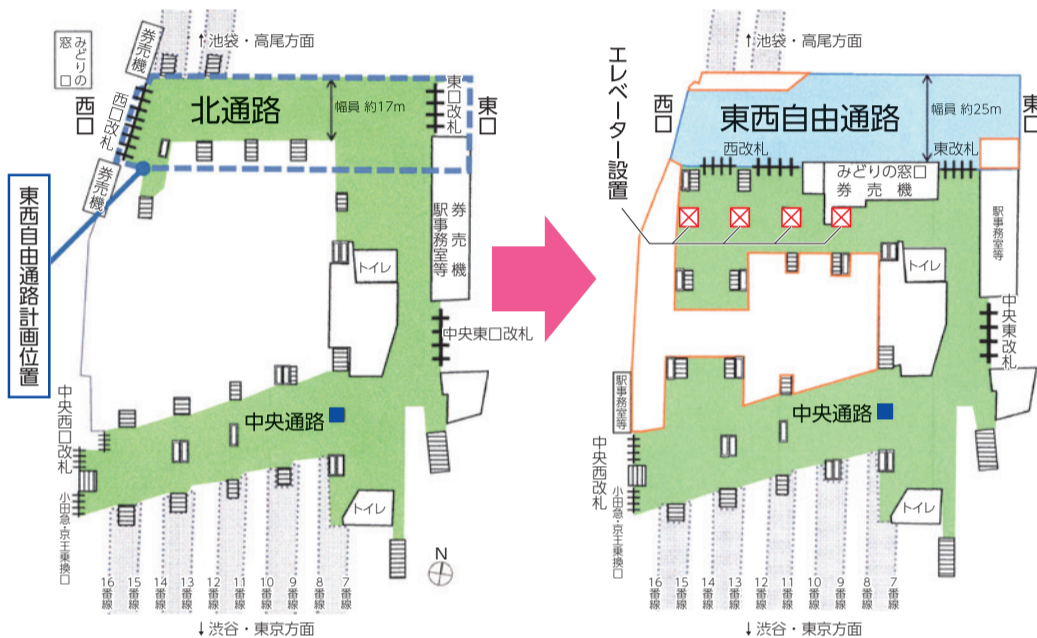 ↑池袋・高尾方面
みどりの
窓口
券売機
西口
西口改札
北通路
幅員 約17m
東口改札
東口
券売機
東西自由通路計画位置
券売機
駅事務室等
トイレ
中央東口改札
中央西口改札
中央通路
小田急・京王乗換口
トイレ
N
16番線
15番線
14番線
13番線
12番線
11番線
10番線
9番線
8番線
7番線
↓渋谷・東京方面
↑池袋・高尾方面
エレベーター設置
西口
東西自由通路
幅員 約25m
東口
西改札
東改札
みどりの窓口
券売機
駅事務室等
トイレ
中央東改札
駅事務室等
中央通路
中央西改札
小田急・京王乗換口
トイレ
16番線
15番線
14番線
13番線
12番線
11番線
10番線
9番線
8番線
7番線
↓渋谷・東京方面